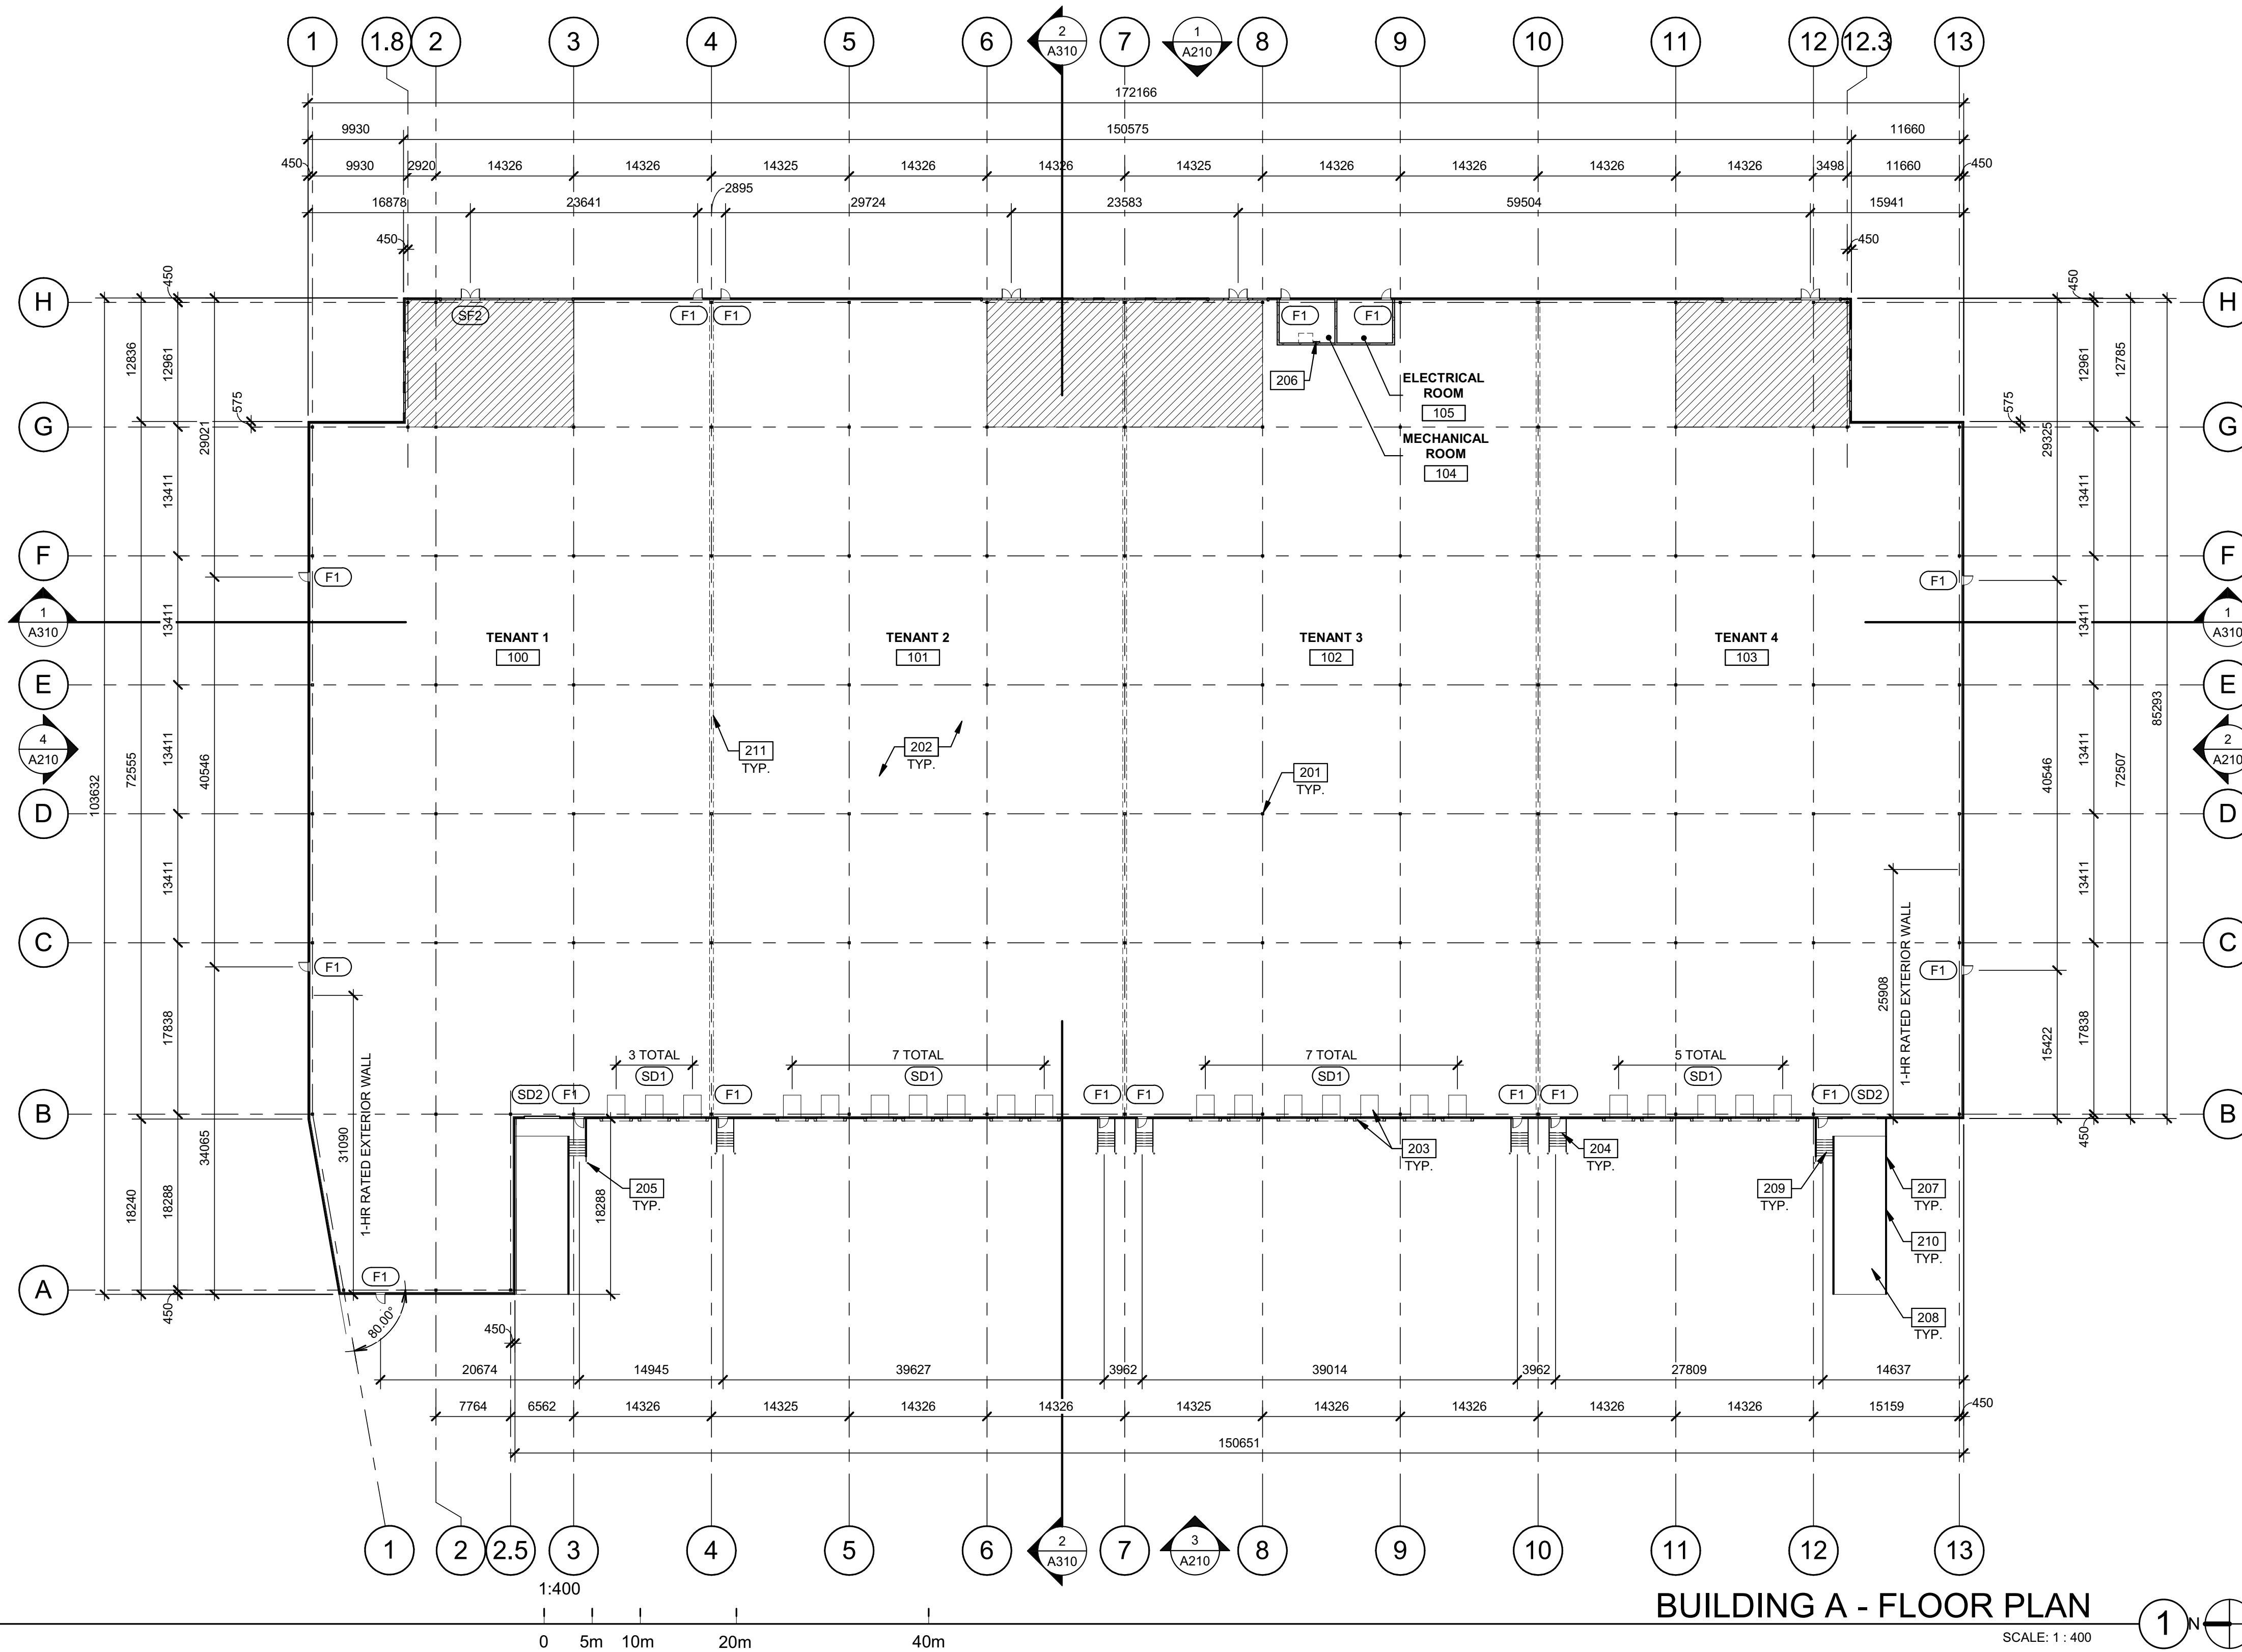 1 1.8 2 3 4 5 6 7 8 9 10 11 12 12.3 13
2
A310
1
A210
172166
9930 150575 11660
450 9930 2920 14326 14326 14325 14326 14326 14325 14326 14326 14326 14326 3498 11660 450
2895
16878 23641 29724 23583 59504 15941
450 450
H 450 450 H
SF2 F1 F1 F1 F1
12836 12961 12961 12785
206
ELECTRICAL
ROOM
105
MECHANICAL
ROOM
104
G 575 29021 575 29325 G
13411 13411
F F
F1 F1
1
A310
1
A310
13411 13411
TENANT 1
100
TENANT 2
101
TENANT 3
102
TENANT 4
103
E E
4
A210
2
A210
211
TYP.
202
TYP.
201
TYP.
103632 72555 13411 40546 40546 13411 72507 85293
D D
13411 13411
C C
F1 F1
25908
1-HR RATED EXTERIOR WALL
17838 15422 17838
3 TOTAL 7 TOTAL 7 TOTAL 5 TOTAL
SD1 SD1 SD1 SD1
SD2 F1 F1 F1 F1 F1 F1 F1 SD2
B 450 B
31090
1-HR RATED EXTERIOR WALL
34065
18240 18288 18288
205
TYP.
203
TYP.
204
TYP.
209
TYP.
207
TYP.
210
TYP.
208
TYP.
A F1
450
80.00°
450
20674 14945 39627 3962 39014 3962 27809 14637
7764 6562 14326 14325 14326 14326 14325 14326 14326 14326 14326 15159 450
150651
1 2 2.5 3 4 5 6 7 8 9 10 11 12 13
2
A310
3
A210
1:400
0 5m 10m 20m 40m
BUILDING A - FLOOR PLAN
SCALE: 1 : 400
1 N